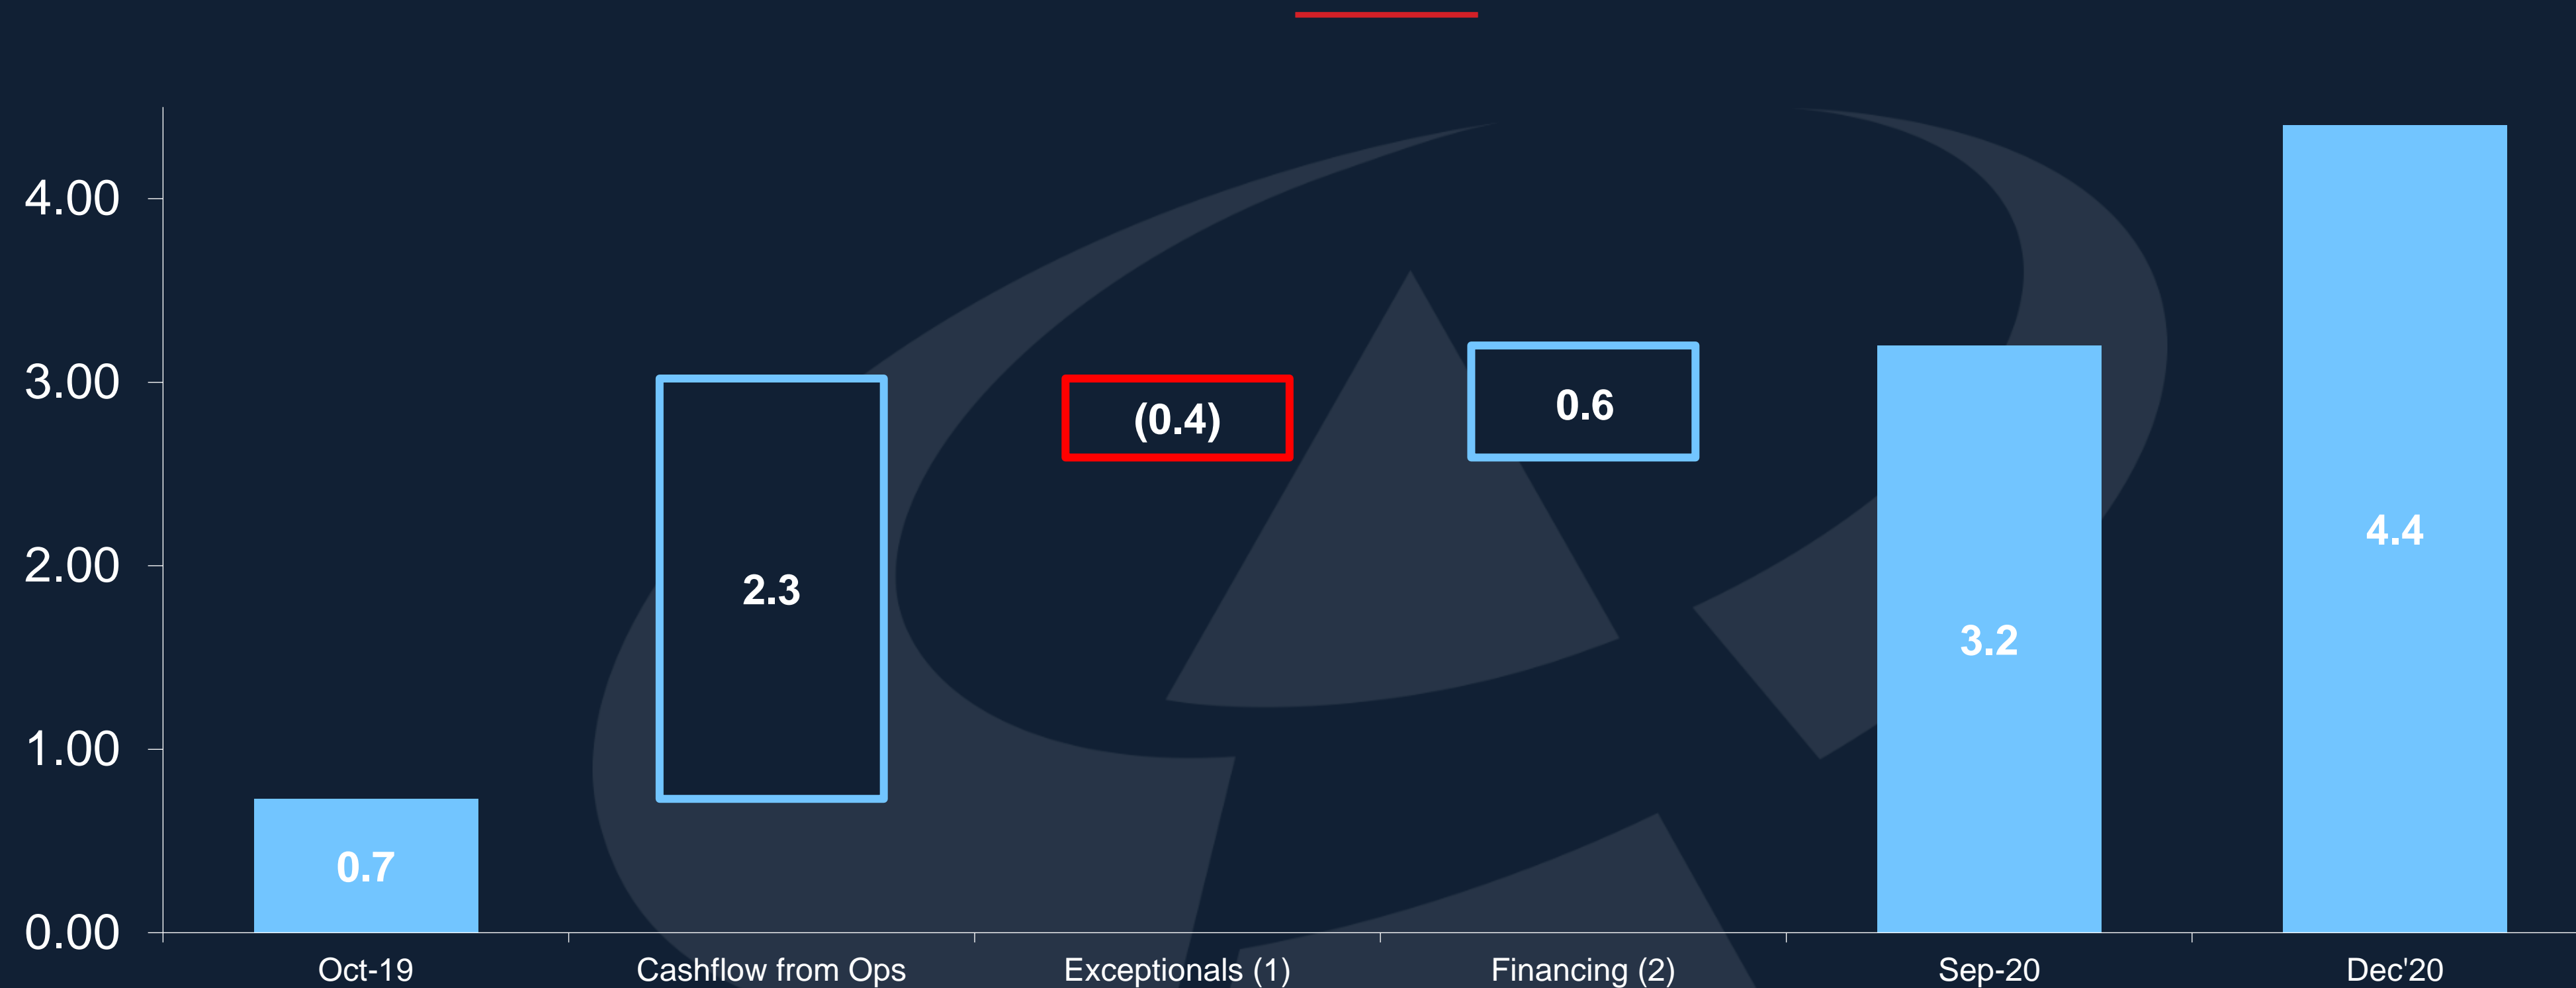 4.00
3.00
2.00
1.00
0.00
0.7
2.3
(0.4)
0.6
3.2
4.4
Oct-19
Cashflow from Ops
Exceptionals (1)
Financing (2)
Sep-20
Dec'20